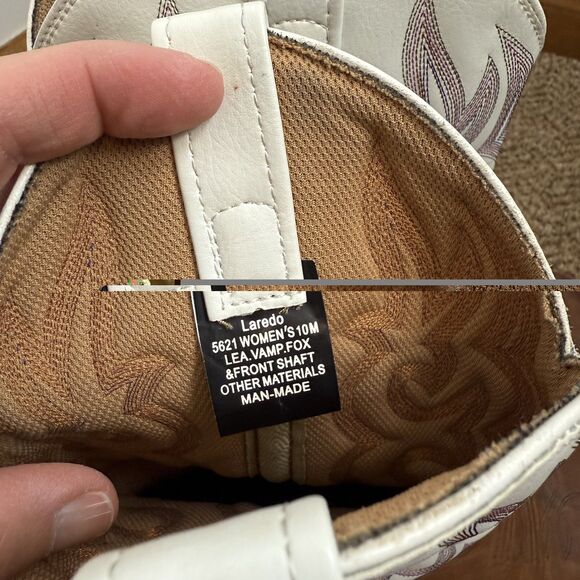 Laredo
5621 WOMEN'S 10M
LEA.VAMP.FOX
&FRONT SHAFT
OTHER MATERIALS
MAN-MADE